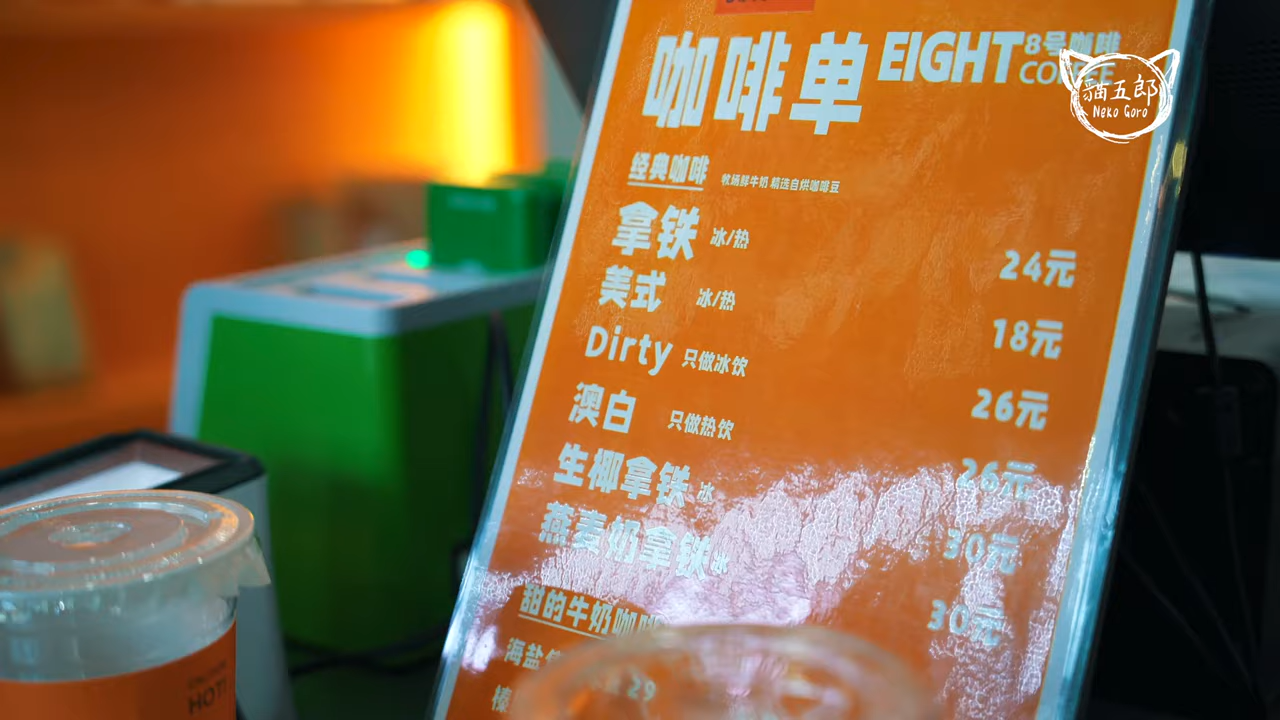 咖啡单 EIGHT 8号咖啡
COFFEE
貓五郎
Neko Goro
经典咖啡 牧场鲜牛奶 精选自烘咖啡豆
拿铁 冰/热 24元
美式 冰/热 18元
Dirty 只做冰饮 26元
澳白 只做热饮 26元
生椰拿铁 冰 30元
燕麦奶拿铁 冰 30元
甜的牛奶咖啡
海盐 29
榛
HOT!